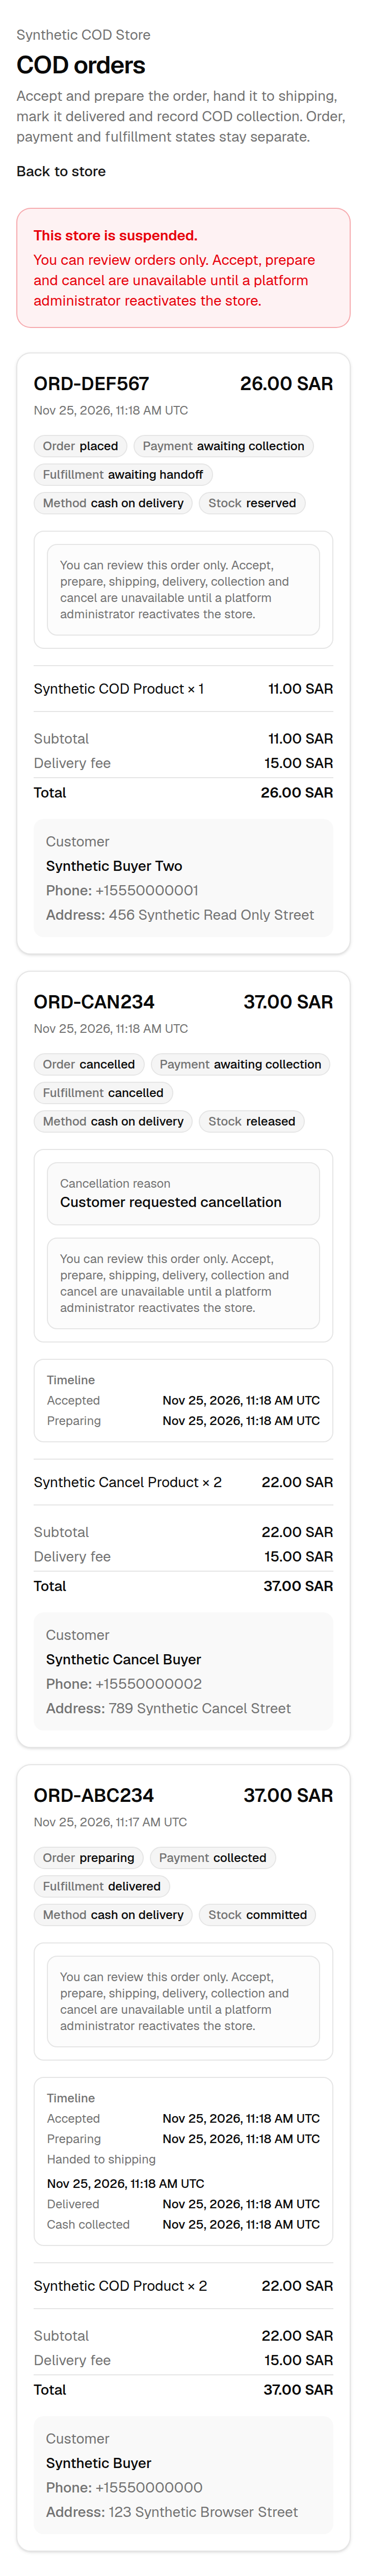 Synthetic COD Store
COD orders
Accept and prepare the order, hand it to shipping,
mark it delivered and record COD collection. Order,
payment and fulfillment states stay separate.
Back to store
This store is suspended.
You can review orders only. Accept, prepare
and cancel are unavailable until a platform
administrator reactivates the store.
ORD-DEF567 26.00 SAR
Nov 25, 2026, 11:18 AM UTC
Order placed Payment awaiting collection
Fulfillment awaiting handoff
Method cash on delivery Stock reserved
You can review this order only. Accept,
prepare, shipping, delivery, collection and
cancel are unavailable until a platform
administrator reactivates the store.
Synthetic COD Product × 1 11.00 SAR
Subtotal 11.00 SAR
Delivery fee 15.00 SAR
Total 26.00 SAR
Customer
Synthetic Buyer Two
Phone: +15550000001
Address: 456 Synthetic Read Only Street
ORD-CAN234 37.00 SAR
Nov 25, 2026, 11:18 AM UTC
Order cancelled Payment awaiting collection
Fulfillment cancelled
Method cash on delivery Stock released
Cancellation reason
Customer requested cancellation
You can review this order only. Accept,
prepare, shipping, delivery, collection and
cancel are unavailable until a platform
administrator reactivates the store.
Timeline
Accepted Nov 25, 2026, 11:18 AM UTC
Preparing Nov 25, 2026, 11:18 AM UTC
Synthetic Cancel Product × 2 22.00 SAR
Subtotal 22.00 SAR
Delivery fee 15.00 SAR
Total 37.00 SAR
Customer
Synthetic Cancel Buyer
Phone: +15550000002
Address: 789 Synthetic Cancel Street
ORD-ABC234 37.00 SAR
Nov 25, 2026, 11:17 AM UTC
Order preparing Payment collected
Fulfillment delivered
Method cash on delivery Stock committed
You can review this order only. Accept,
prepare, shipping, delivery, collection and
cancel are unavailable until a platform
administrator reactivates the store.
Timeline
Accepted Nov 25, 2026, 11:18 AM UTC
Preparing Nov 25, 2026, 11:18 AM UTC
Handed to shipping
Nov 25, 2026, 11:18 AM UTC
Delivered Nov 25, 2026, 11:18 AM UTC
Cash collected Nov 25, 2026, 11:18 AM UTC
Synthetic COD Product × 2 22.00 SAR
Subtotal 22.00 SAR
Delivery fee 15.00 SAR
Total 37.00 SAR
Customer
Synthetic Buyer
Phone: +15550000000
Address: 123 Synthetic Browser Street